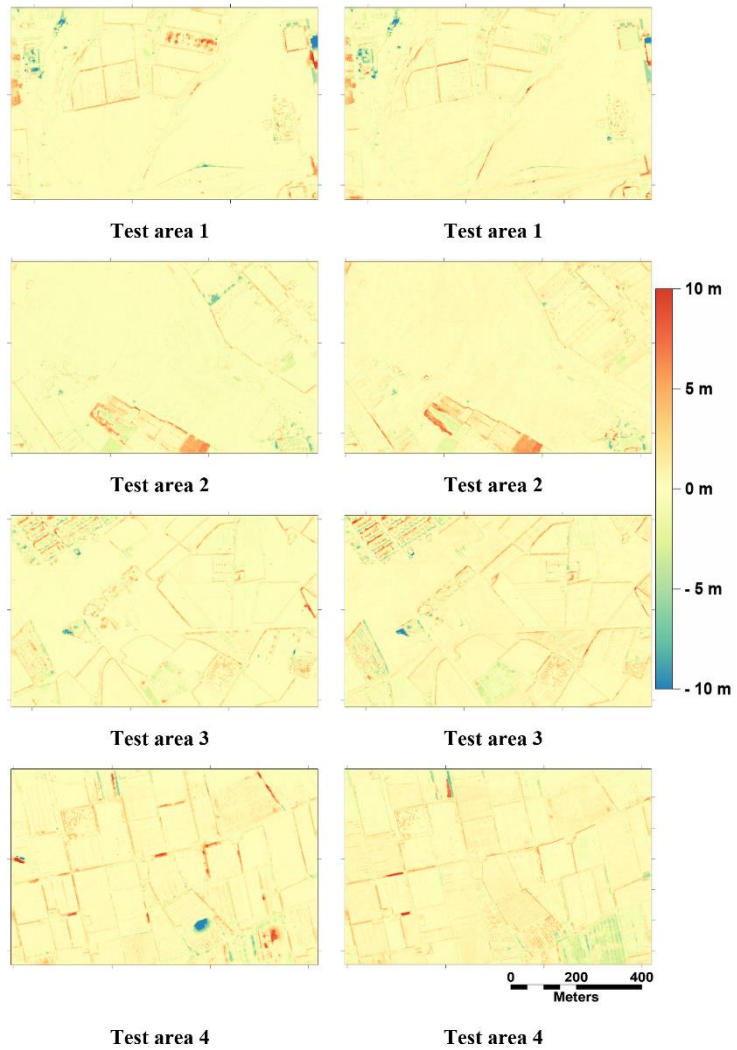 Test area 1
Test area 1
10 m
5 m
Test area 2
Test area 2
0 m
- 5 m
- 10 m
Test area 3
Test area 3
0 200 400
Meters
Test area 4
Test area 4